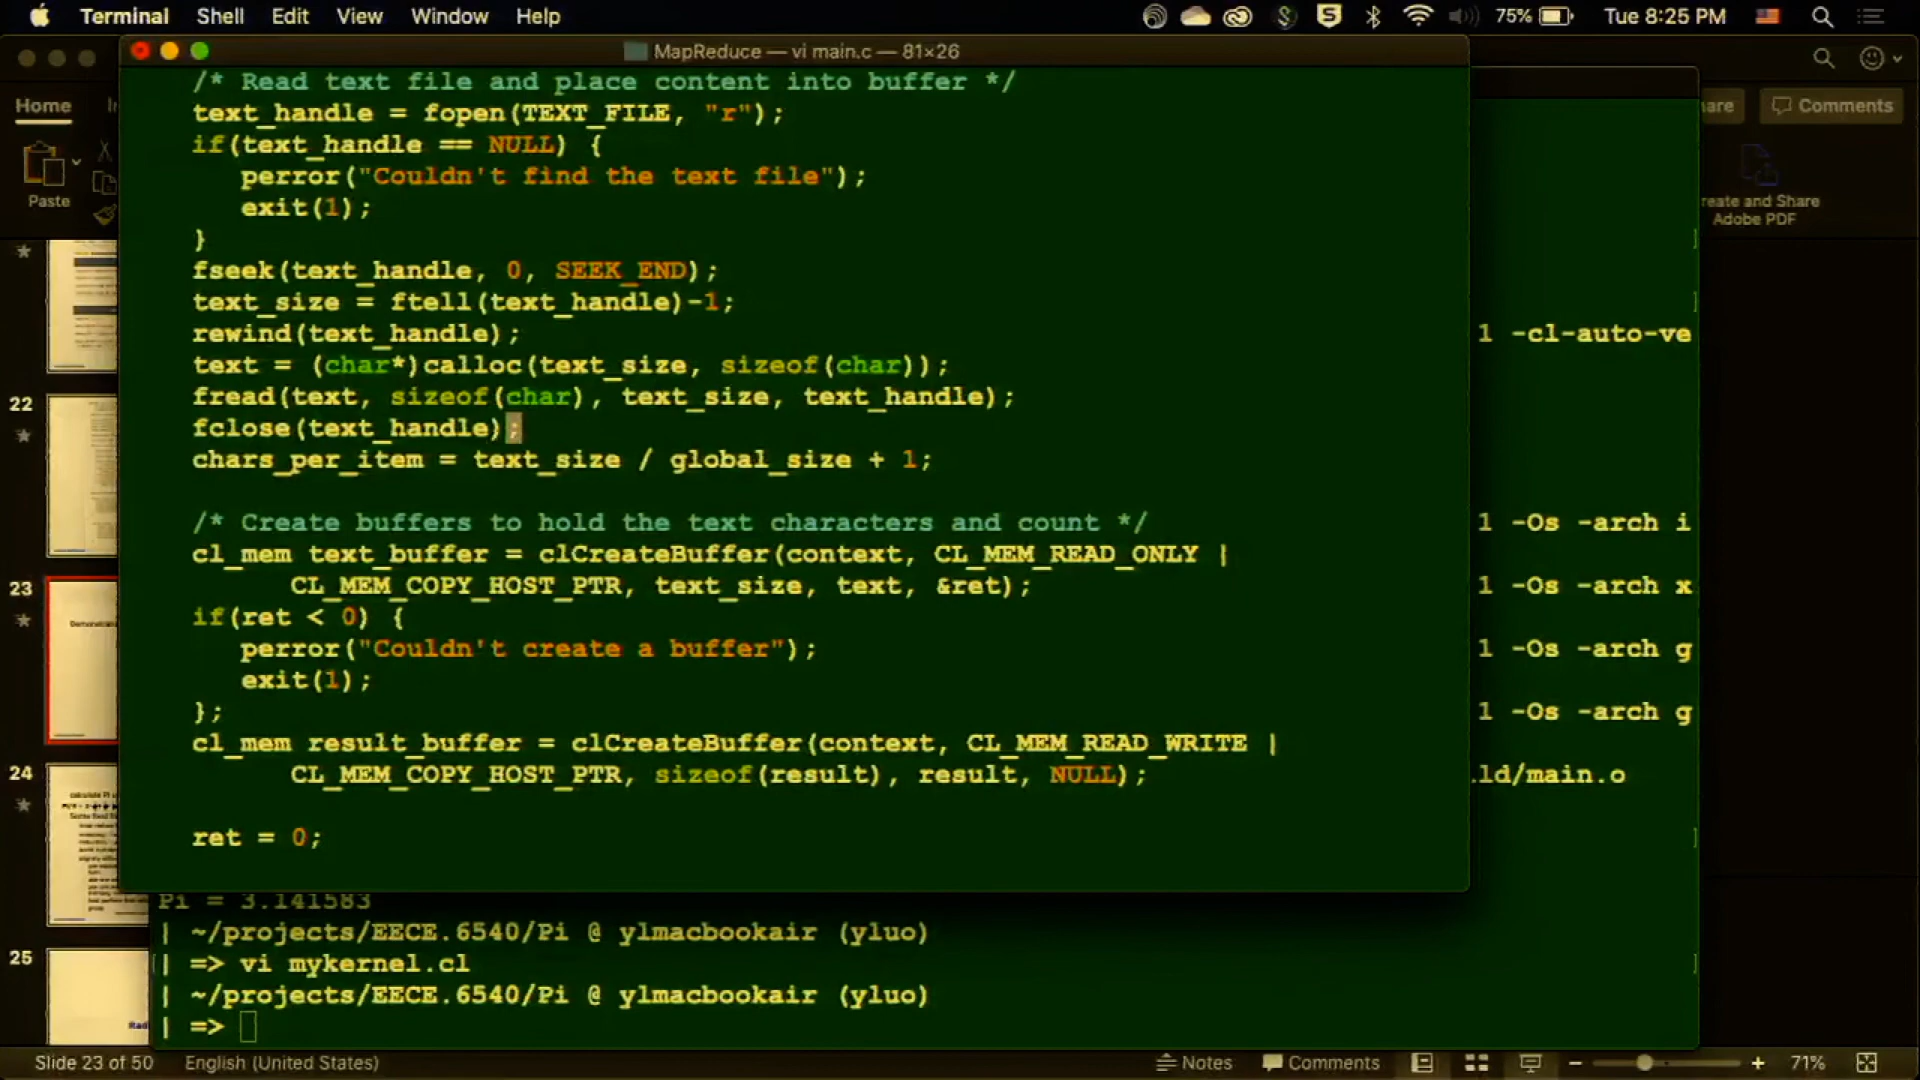 Terminal Shell Edit View Window Help 75% Tue 8:25 PM
MapReduce — vi main.c — 81×26
Home
Comments
Paste
reate and Share
Adobe PDF
/* Read text file and place content into buffer */
text_handle = fopen(TEXT_FILE, "r");
if(text_handle == NULL) {
perror("Couldn't find the text file");
exit(1);
}
fseek(text_handle, 0, SEEK_END);
text_size = ftell(text_handle)-1;
rewind(text_handle);
text = (char*)calloc(text_size, sizeof(char));
fread(text, sizeof(char), text_size, text_handle);
fclose(text_handle);
chars_per_item = text_size / global_size + 1;
/* Create buffers to hold the text characters and count */
cl_mem text_buffer = clCreateBuffer(context, CL_MEM_READ_ONLY |
CL_MEM_COPY_HOST_PTR, text_size, text, &ret);
if(ret < 0) {
perror("Couldn't create a buffer");
exit(1);
};
cl_mem result_buffer = clCreateBuffer(context, CL_MEM_READ_WRITE |
CL_MEM_COPY_HOST_PTR, sizeof(result), result, NULL);
ret = 0;
1 -cl-auto-ve
1 -Os -arch i
1 -Os -arch x
1 -Os -arch g
1 -Os -arch g
ld/main.o
Pi = 3.141583
| ~/projects/EECE.6540/Pi @ ylmacbookair (yluo)
| => vi mykernel.cl
| ~/projects/EECE.6540/Pi @ ylmacbookair (yluo)
| =>
22
23
24
25
Slide 23 of 50 English (United States) Notes Comments 71%